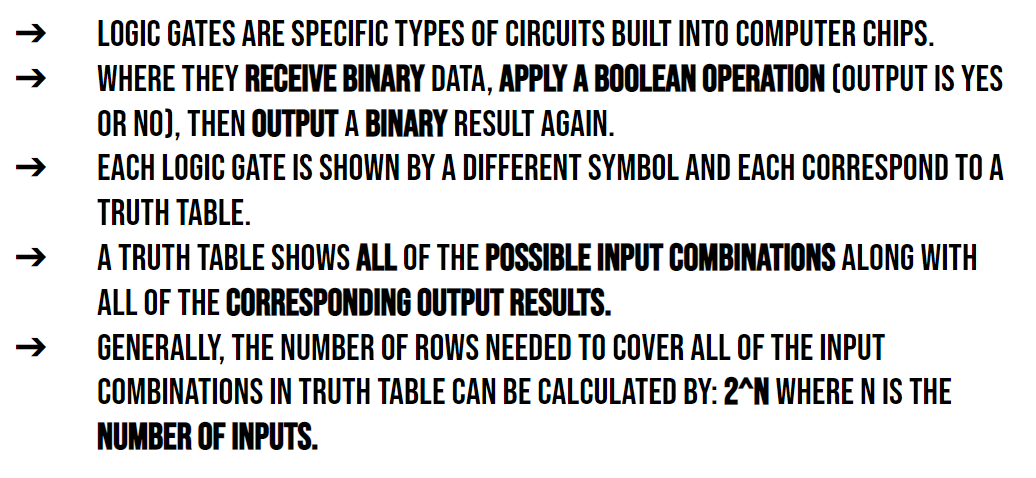 ➔ LOGIC GATES ARE SPECIFIC TYPES OF CIRCUITS BUILT INTO COMPUTER CHIPS.
➔ WHERE THEY RECEIVE BINARY DATA, APPLY A BOOLEAN OPERATION (OUTPUT IS YES
OR NO), THEN OUTPUT A BINARY RESULT AGAIN.
➔ EACH LOGIC GATE IS SHOWN BY A DIFFERENT SYMBOL AND EACH CORRESPOND TO A
TRUTH TABLE.
➔ A TRUTH TABLE SHOWS ALL OF THE POSSIBLE INPUT COMBINATIONS ALONG WITH
ALL OF THE CORRESPONDING OUTPUT RESULTS.
➔ GENERALLY, THE NUMBER OF ROWS NEEDED TO COVER ALL OF THE INPUT
COMBINATIONS IN TRUTH TABLE CAN BE CALCULATED BY: 2^N WHERE N IS THE
NUMBER OF INPUTS.